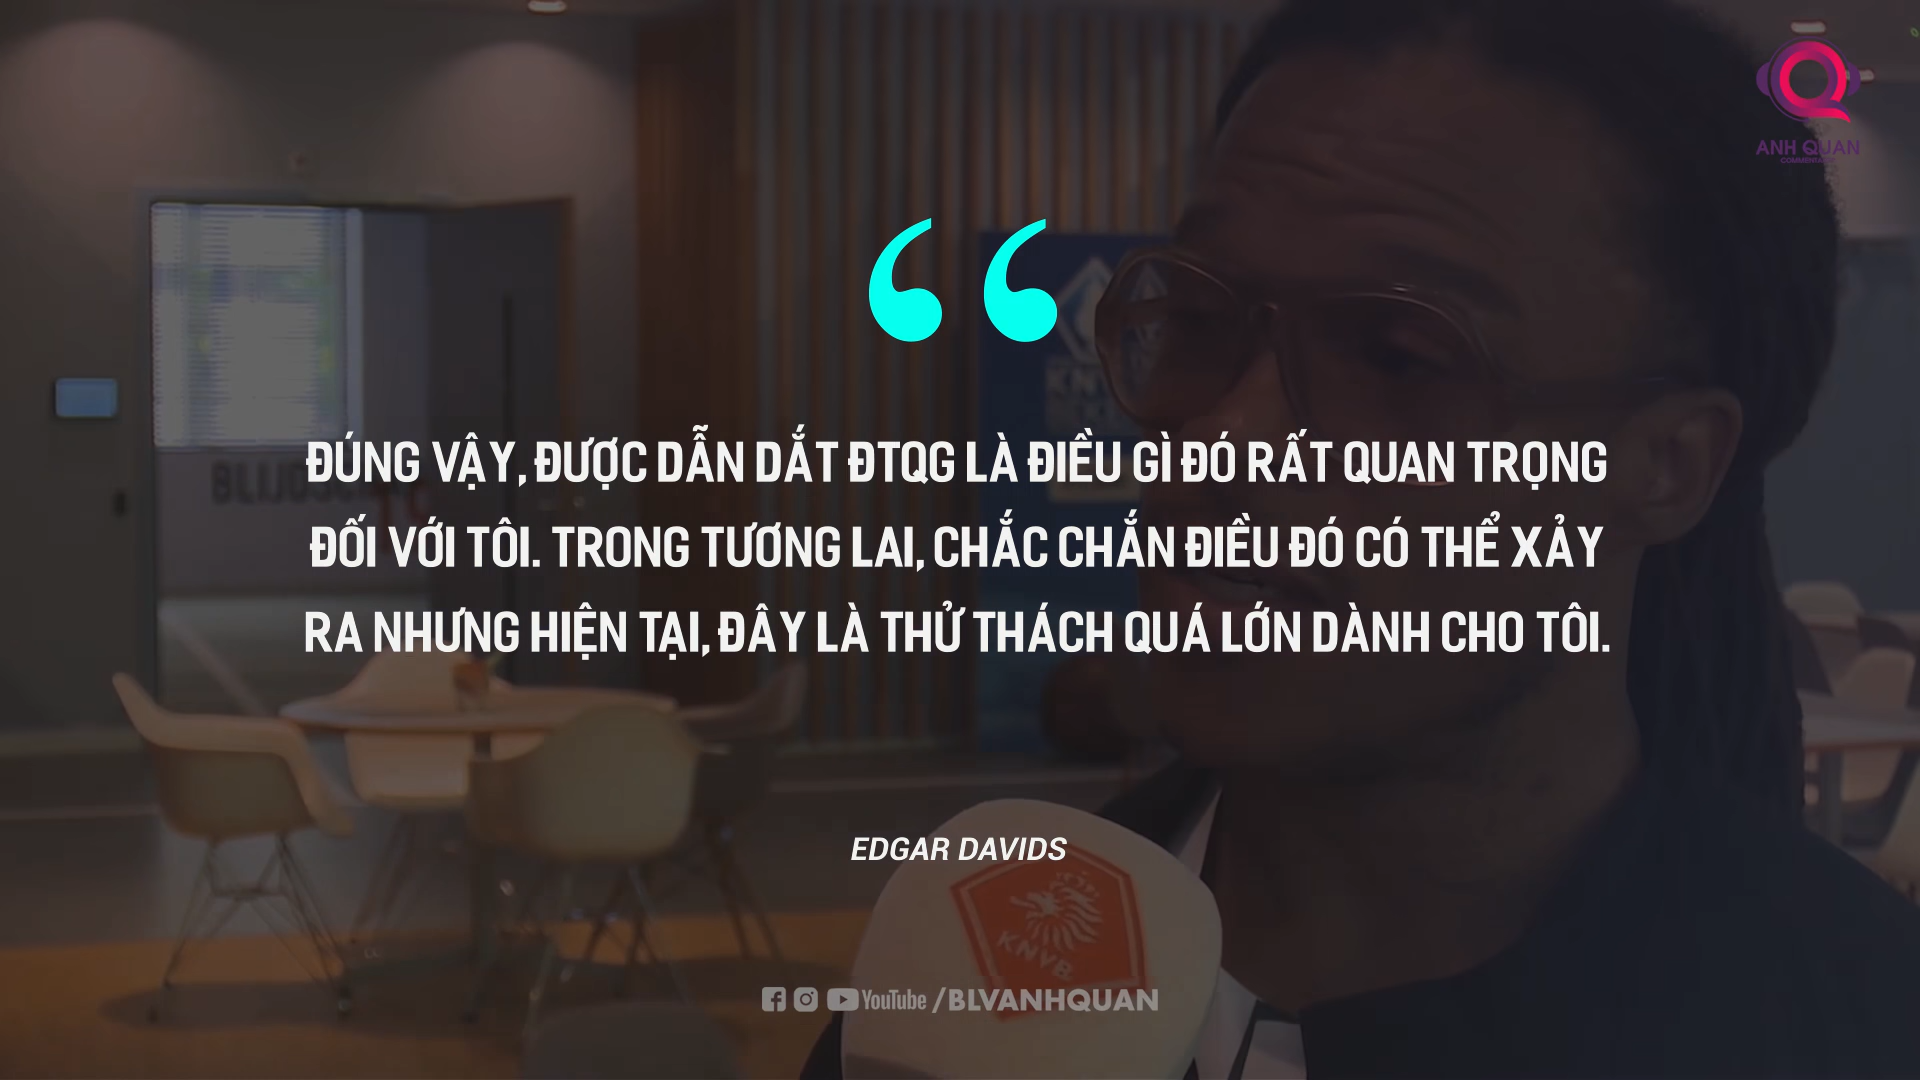 ANH QUAN
ĐÚNG VẬY, ĐƯỢC DẪN DẮT ĐTQG LÀ ĐIỀU GÌ ĐÓ RẤT QUAN TRỌNG
ĐỐI VỚI TÔI. TRONG TƯƠNG LAI, CHẮC CHẮN ĐIỀU ĐÓ CÓ THỂ XẢY
RA NHƯNG HIỆN TẠI, ĐÂY LÀ THỬ THÁCH QUÁ LỚN DÀNH CHO TÔI.
EDGAR DAVIDS
KNVB
YouTube /BLVANHQUAN